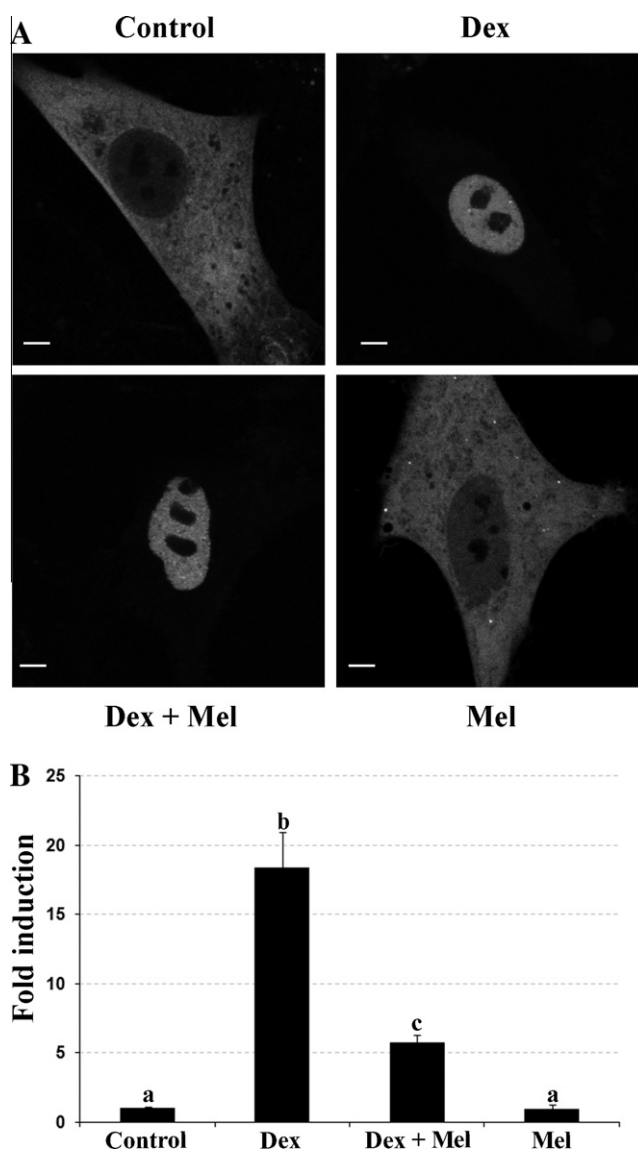 A Control Dex
Dex + Mel Mel
B
25
b
20
Fold induction
15
10
c
5
a a
0
Control Dex Dex + Mel Mel